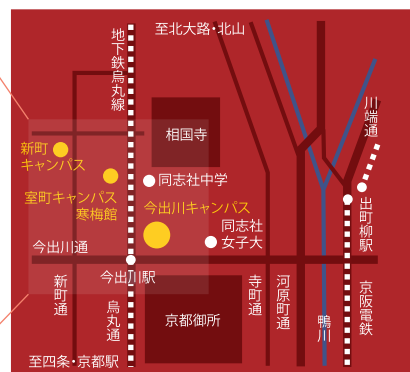 至北大路・北山
地下鉄烏丸線
川端通
相国寺
新町
キャンパス
同志社中学
室町キャンパス
寒梅館
今出川キャンパス
同志社
女子大
出町柳駅
今出川通
今出川駅
新町通
烏丸通
京都御所
寺町通
河原町通
鴨川
京阪電鉄
至四条・京都駅